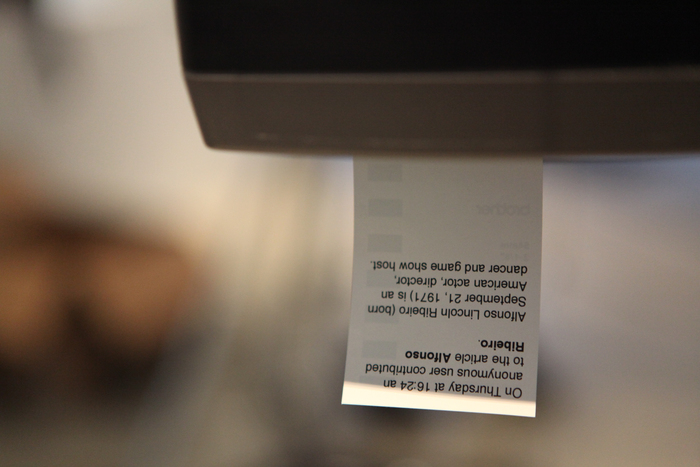 On Thursday at 16:24 an
anonymous user contributed
to the article Alfonso
Ribeiro.
Alfonso Lincoln Ribeiro (born
September 21, 1971) is an
American actor, director,
dancer and game show host.